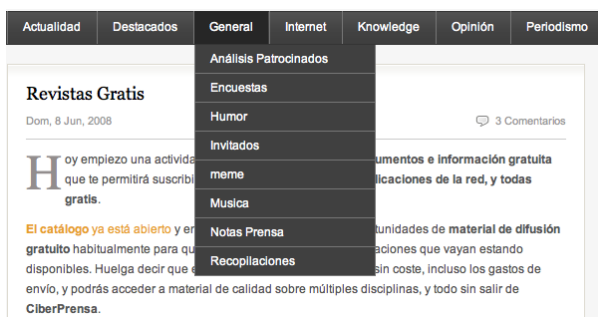 Actualidad Destacados General Internet Knowledge Opinión Periodismo
Análisis Patrocinados
Encuestas
Humor
Invitados
meme
Musica
Notas Prensa
Recopilaciones
Revistas Gratis
Dom, 8 Jun, 2008 3 Comentarios
Hoy empiezo una activida umentos e información gratuita
que te permitirá suscribi licaciones de la red, y todas
gratis.
El catálogo ya está abierto y en tunidades de material de difusión
gratuito habitualmente para qu aciones que vayan estando
disponibles. Huelga decir que e sin coste, incluso los gastos de
envío, y podrás acceder a material de calidad sobre múltiples disciplinas, y todo sin salir de
CiberPrensa.